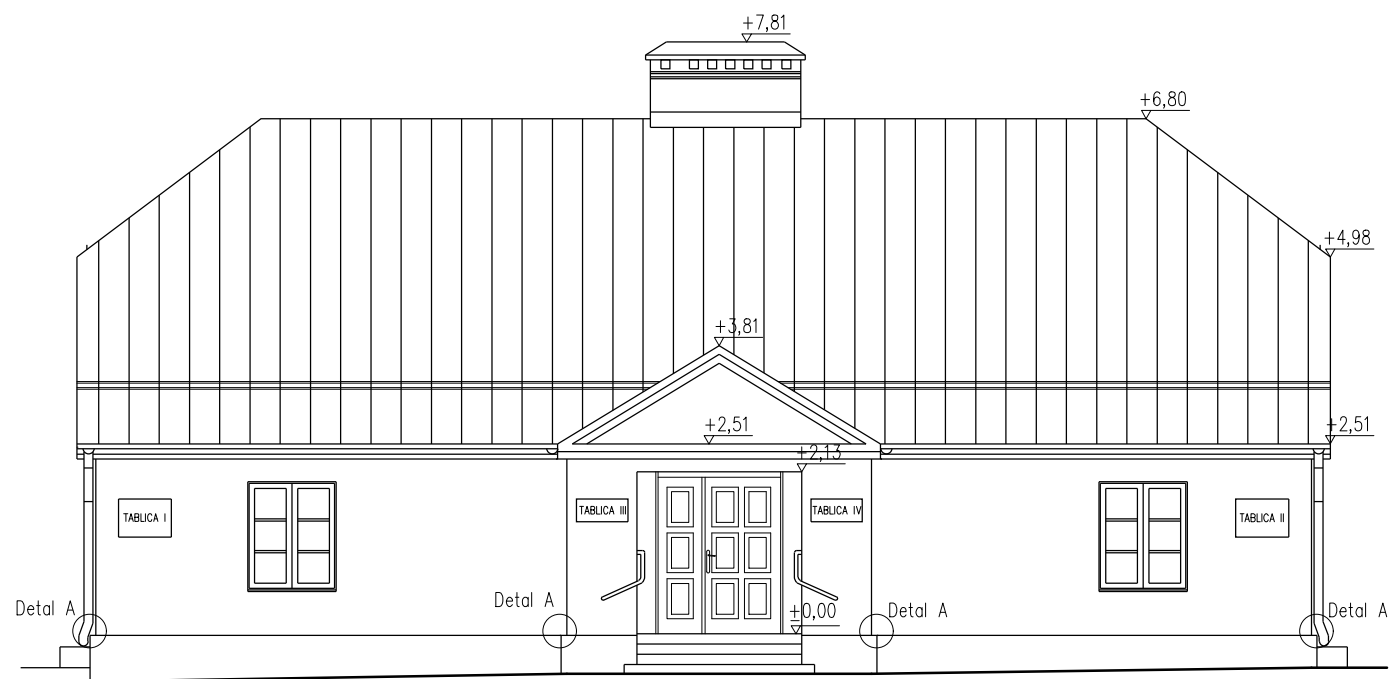 +7,81
+6,80
+4,98
+3,81
+2,51
+2,51
+2,13
TABLICA I
TABLICA III
TABLICA IV
TABLICA II
Detal A
Detal A
±0,00
Detal A
Detal A